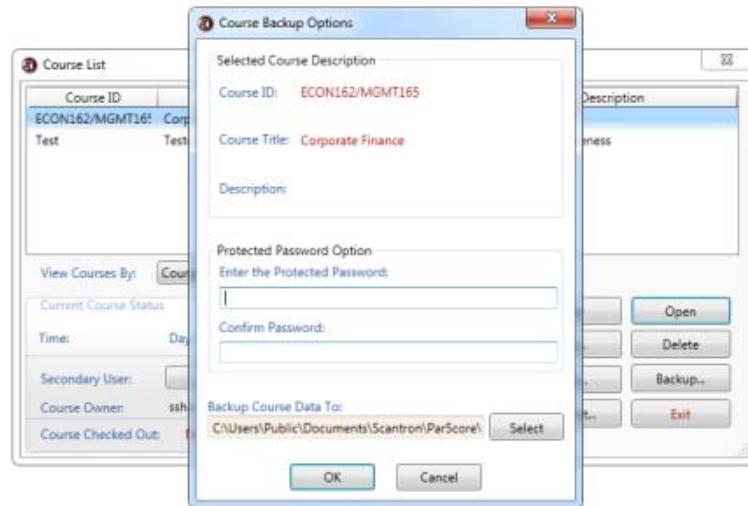 Course Backup Options
Selected Course Description
Course ID: ECON162/MGMT165
Course Title: Corporate Finance
Description:
Protected Password Option
Enter the Protected Password:
Confirm Password:
Backup Course Data To:
C:\Users\Public\Documents\Scantron\ParScore\ Select
OK Cancel
Course List
Course ID Description
ECON162/MGMT165
Test
View Courses By:
Current Course Status
Time:
Open
Delete
Secondary User: Backup...
Course Owner: Exit
Course Checked Out: